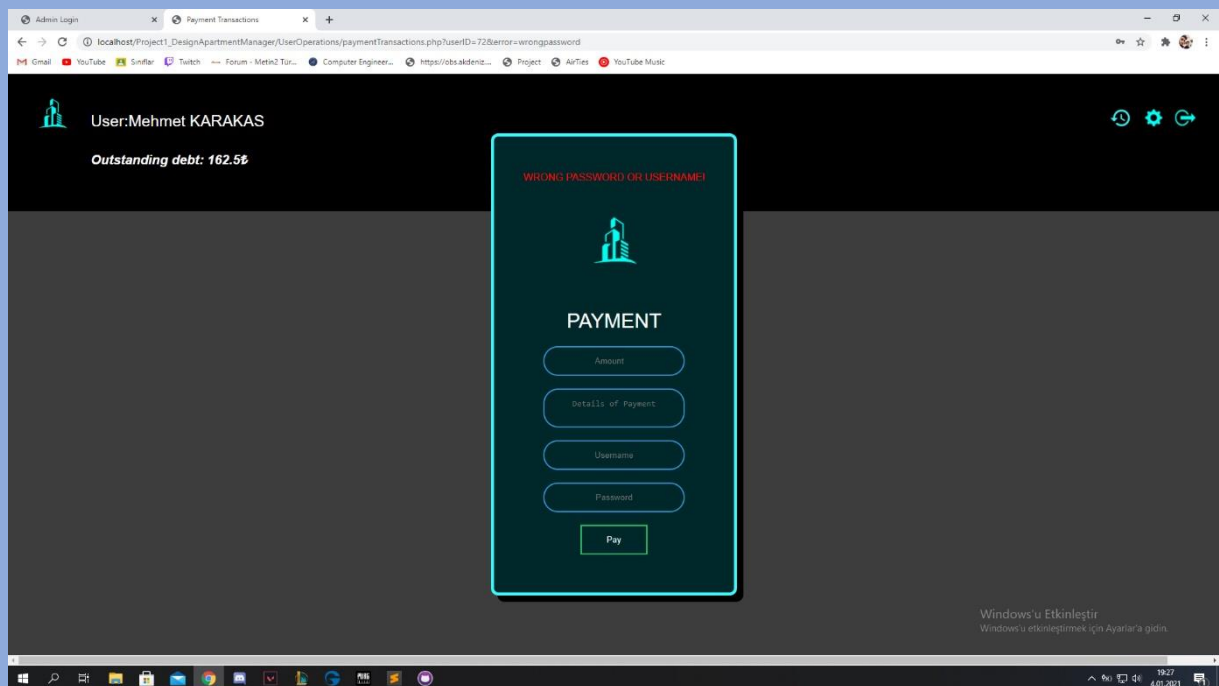 Admin Login
Payment Transactions
localhost/Project1_DesignApartmentManager/UserOperations/paymentTransactions.php?userID=72&error=wrongpassword
Gmail
YouTube
Sınıflar
Twitch
Forum - Metin2 Tür...
Computer Engineer...
https://obs.akdeniz...
Project
AirTies
YouTube Music
User:Mehmet KARAKAS
Outstanding debt: 162.5₺
WRONG PASSWORD OR USERNAME!
PAYMENT
Amount
Details of Payment
Username
Password
Pay
Windows'u Etkinleştir
Windows'u etkinleştirmek için Ayarlar'a gidin.
19:27
4.01.2021